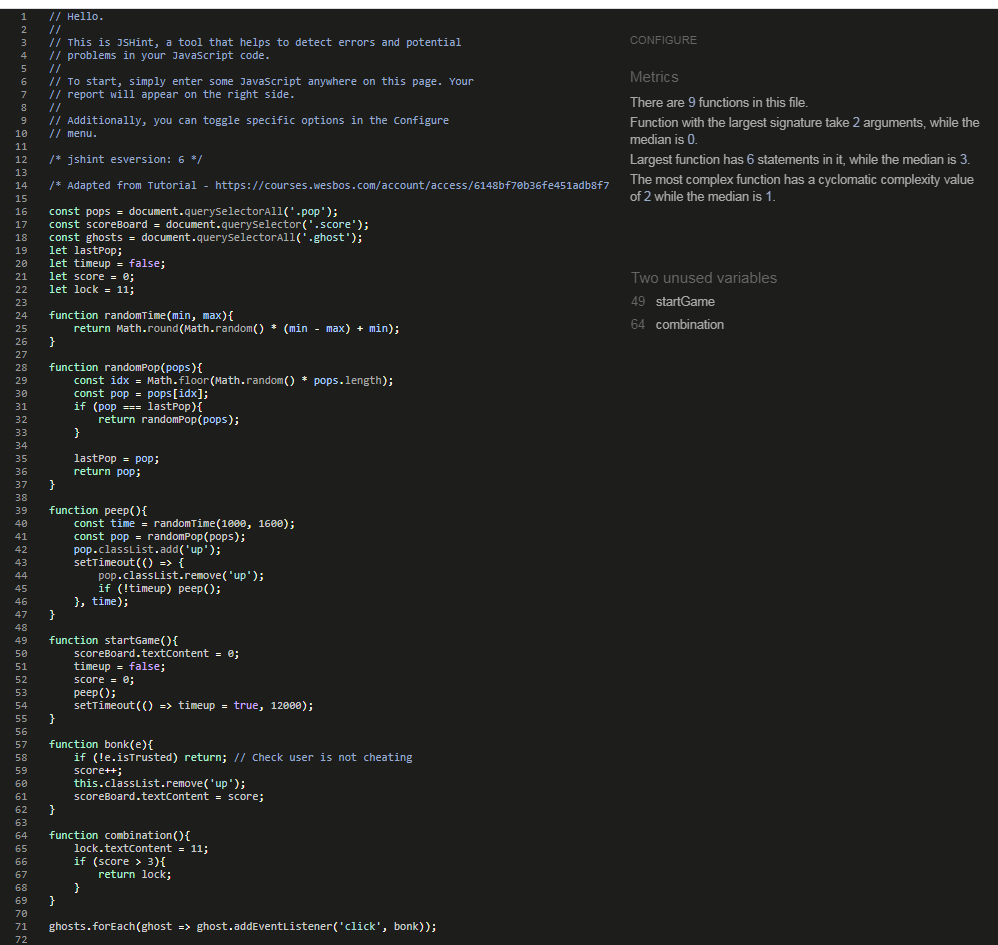 1 // Hello.
2 //
3 // This is JSHint, a tool that helps to detect errors and potential
4 // problems in your JavaScript code.
5 //
6 // To start, simply enter some JavaScript anywhere on this page. Your
7 // report will appear on the right side.
8 //
9 // Additionally, you can toggle specific options in the Configure
10 // menu.
11
12 /* jshint esversion: 6 */
13
14 /* Adapted from Tutorial - https://courses.wesbos.com/account/access/6148bf70b36fe451adb8f7
15
16 const pops = document.querySelectorAll('.pop');
17 const scoreBoard = document.querySelector('.score');
18 const ghosts = document.querySelectorAll('.ghost');
19 let lastPop;
20 let timeup = false;
21 let score = 0;
22 let lock = 11;
23
24 function randomTime(min, max){
25 return Math.round(Math.random() * (min - max) + min);
26 }
27
28 function randomPop(pops){
29 const idx = Math.floor(Math.random() * pops.length);
30 const pop = pops[idx];
31 if (pop === lastPop){
32 return randomPop(pops);
33 }
34
35 lastPop = pop;
36 return pop;
37 }
38
39 function peep(){
40 const time = randomTime(1000, 1600);
41 const pop = randomPop(pops);
42 pop.classList.add('up');
43 setTimeout(() => {
44 pop.classList.remove('up');
45 if (!timeup) peep();
46 }, time);
47 }
48
49 function startGame(){
50 scoreBoard.textContent = 0;
51 timeup = false;
52 score = 0;
53 peep();
54 setTimeout(() => timeup = true, 12000);
55 }
56
57 function bonk(e){
58 if (!e.isTrusted) return; // Check user is not cheating
59 score++;
60 this.classList.remove('up');
61 scoreBoard.textContent = score;
62 }
63
64 function combination(){
65 lock.textContent = 11;
66 if (score > 3){
67 return lock;
68 }
69 }
70
71 ghosts.forEach(ghost => ghost.addEventListener('click', bonk));
72
CONFIGURE
Metrics
There are 9 functions in this file.
Function with the largest signature take 2 arguments, while the
median is 0.
Largest function has 6 statements in it, while the median is 3.
The most complex function has a cyclomatic complexity value
of 2 while the median is 1.
Two unused variables
49 startGame
64 combination